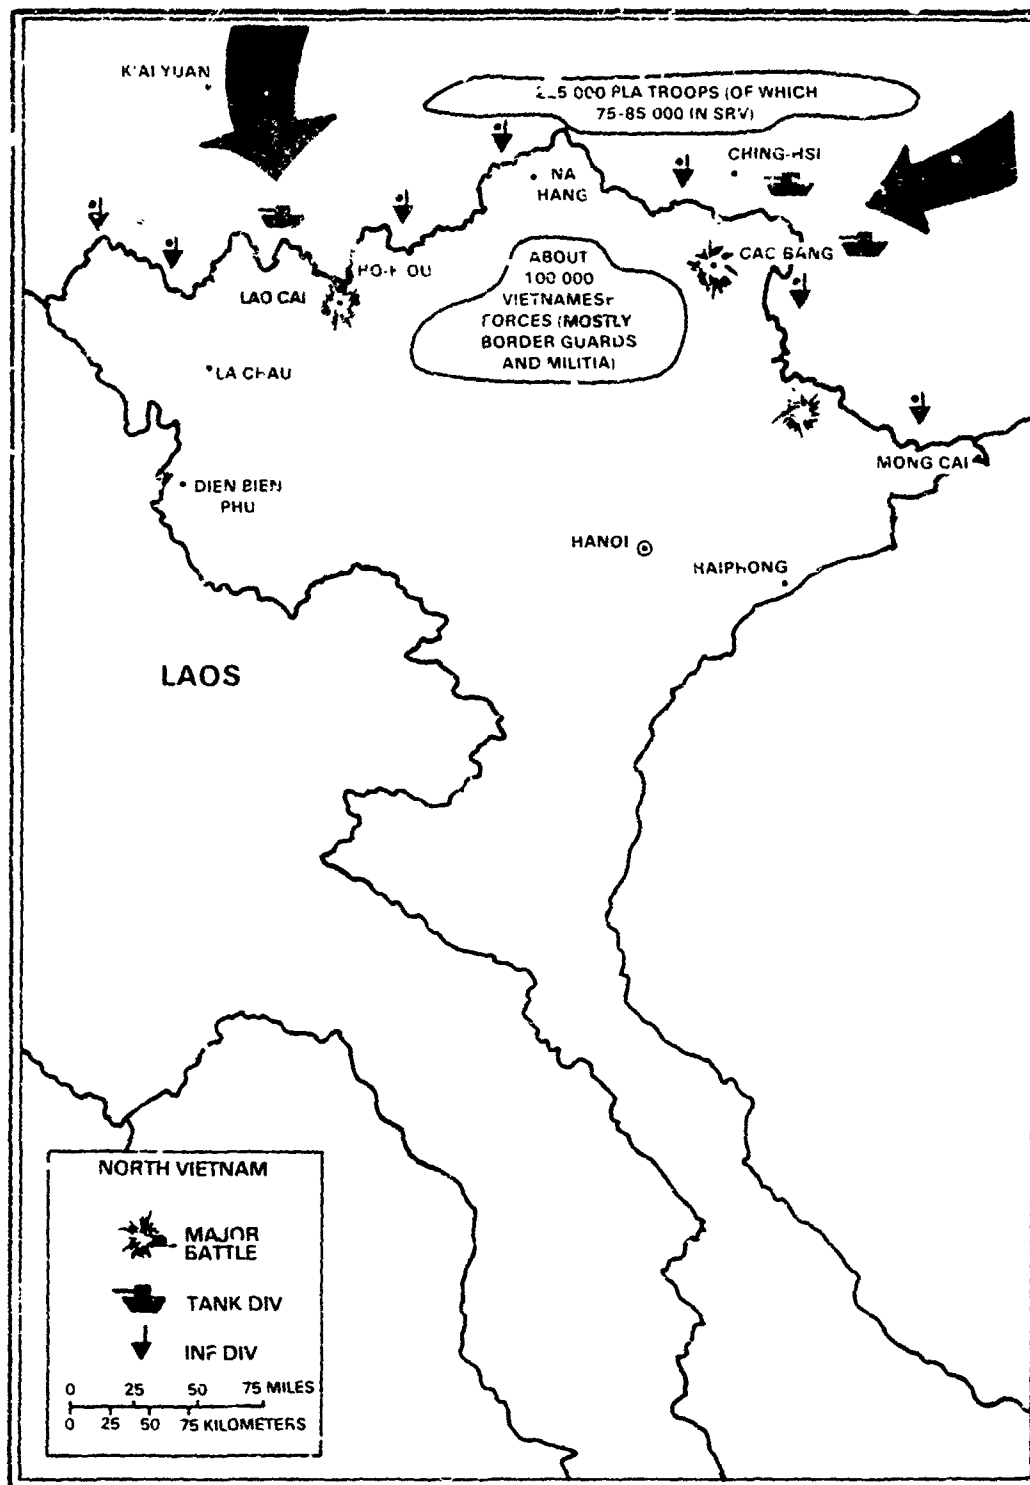 K'AI YUAN
000 PLA TROOPS (OF WHICH
75-85 000 IN SRV)
CHING-HSI
NA
HANG
CAO BANG
LAO CAI
ABOUT
100 000
VIETNAMESE
FORCES (MOSTLY
BORDER GUARDS
AND MILITIA)
LA CHAU
MONG CAI
DIEN BIEN
PHU
HANOI
HAIPHONG
LAOS
NORTH VIETNAM
MAJOR
BATTLE
TANK DIV
INF DIV
0 25 50 75 MILES
0 25 50 75 KILOMETERS